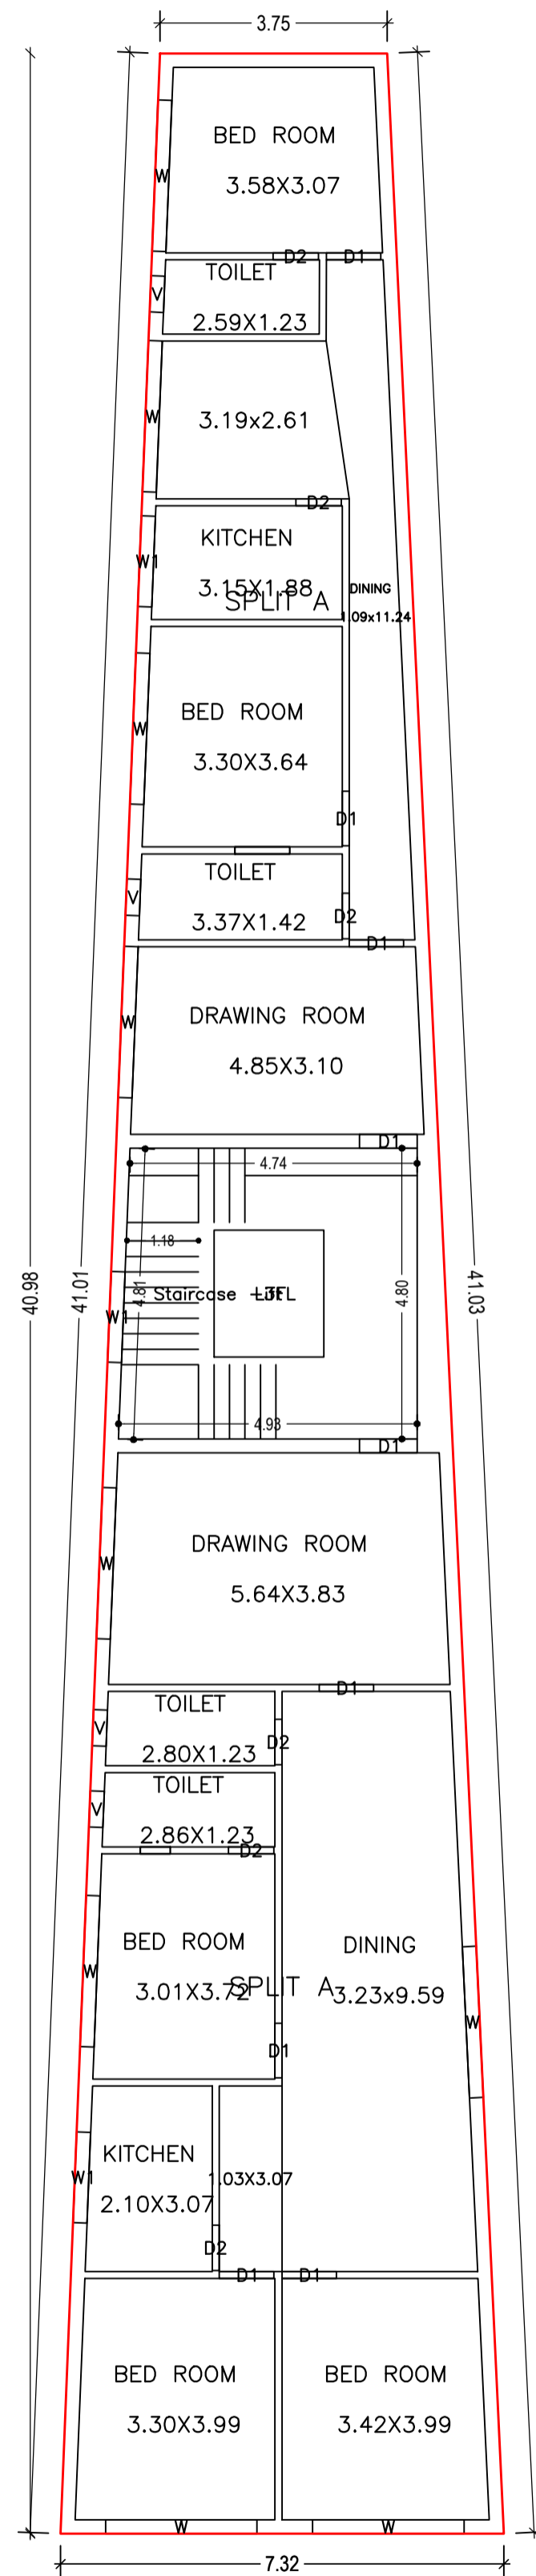 3.75
BED ROOM
3.58X3.07
W
D2
D1
TOILET
V
2.59X1.23
W
3.19x2.61
D2
KITCHEN
W1
3.15X1.88
DINING
SPLIT A
1.09x11.24
BED ROOM
W
3.30X3.64
D1
TOILET
V
3.37X1.42
D2
D1
DRAWING ROOM
W
4.85X3.10
D1
4.74
1.18
40.98
41.01
4.81
Staircase
Lift
4.80
41.03
W1
4.93
D1
DRAWING ROOM
W
5.64X3.83
D1
TOILET
V
D2
2.80X1.23
TOILET
V
2.86X1.23
D2
BED ROOM
DINING
W
3.01X3.72
SPLIT A
3.23x9.59
W
D1
KITCHEN
W1
1.03X3.07
2.10X3.07
D2
D1
D1
BED ROOM
BED ROOM
3.30X3.99
3.42X3.99
W
W
7.32